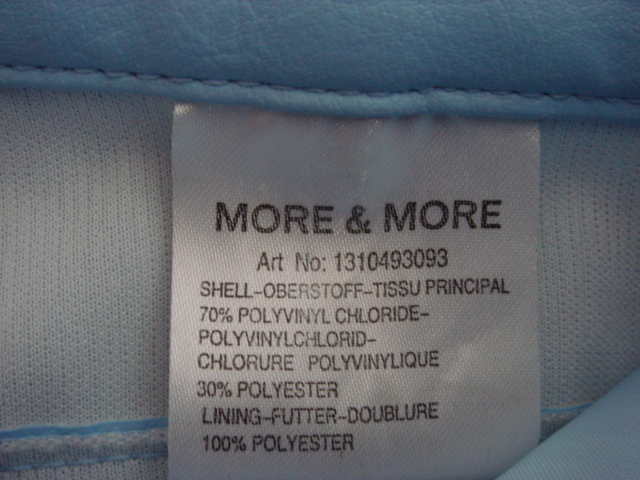 MORE & MORE
Art No: 1310493093
SHELL-OBERSTOFF-TISSU PRINCIPAL
70% POLYVINYL CHLORIDE-
POLYVINYLCHLORID-
CHLORURE POLYVINYLIQUE
30% POLYESTER
LINING-FUTTER-DOUBLURE
100% POLYESTER